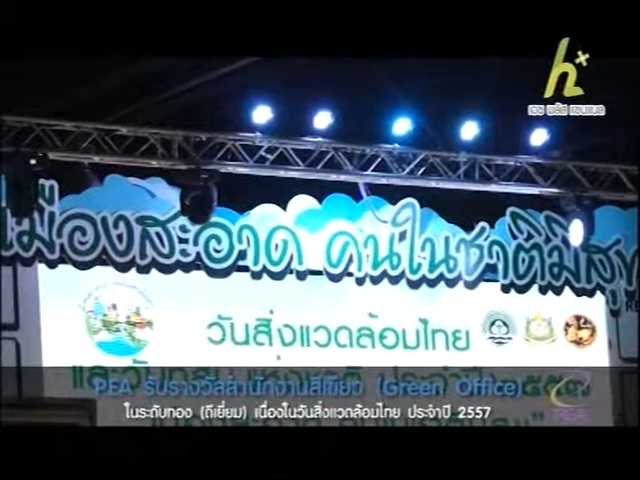 h+
เอช พลัส แชนแนล
เมืองสะอาด คนในชาติมีสุข
วันสิ่งแวดล้อมไทย
PEA รับรางวัลสำนักงานสีเขียว (Green Office)
ในระดับทอง (ดีเยี่ยม) เนื่องในวันสิ่งแวดล้อมไทย ประจำปี 2557
PEA